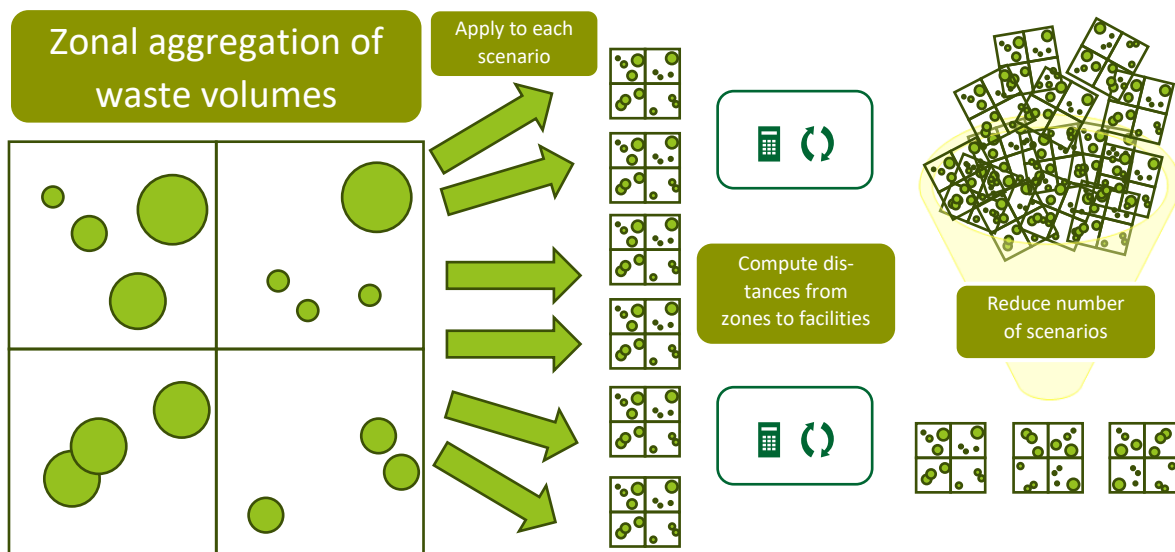 Zonal aggregation of
waste volumes
Apply to each
scenario
Compute dis-
tances from
zones to facilities
Reduce number
of scenarios